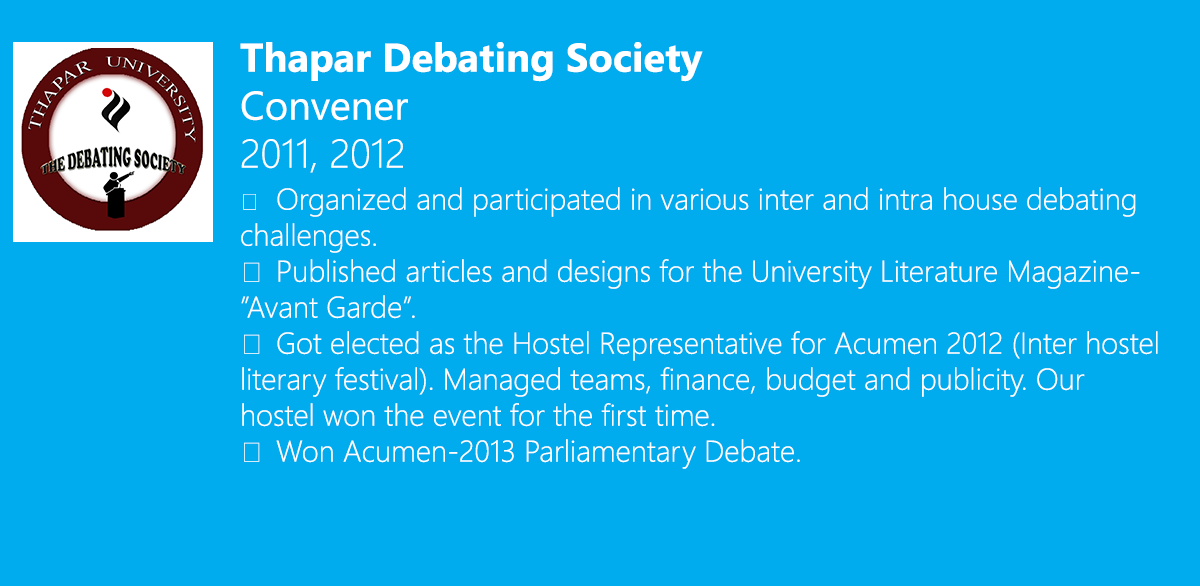 THAPAR UNIVERSITY
THE DEBATING SOCIETY
Thapar Debating Society
Convener
2011, 2012
□ Organized and participated in various inter and intra house debating
challenges.
□ Published articles and designs for the University Literature Magazine-
“Avant Garde”.
□ Got elected as the Hostel Representative for Acumen 2012 (Inter hostel
literary festival). Managed teams, finance, budget and publicity. Our
hostel won the event for the first time.
□ Won Acumen-2013 Parliamentary Debate.